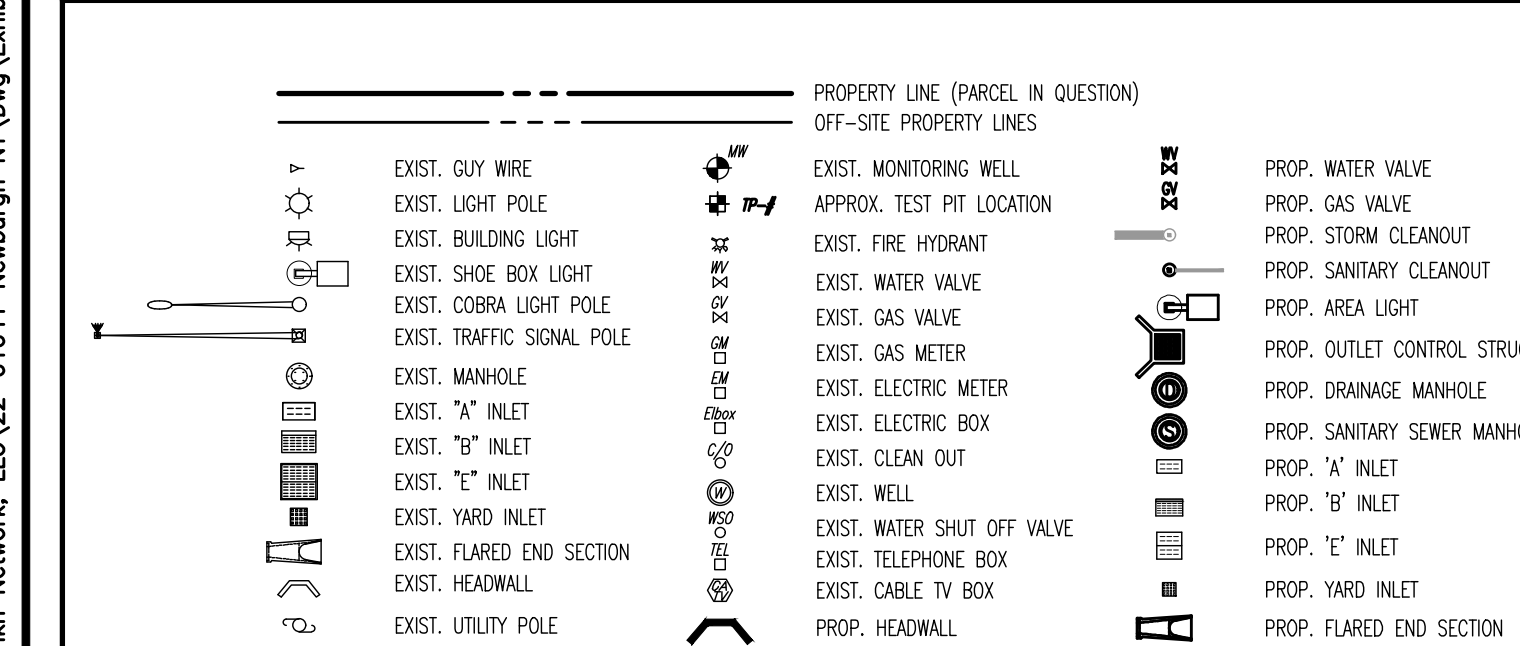 PROPERTY LINE (PARCEL IN QUESTION)
OFF-SITE PROPERTY LINES
EXIST. GUY WIRE
EXIST. LIGHT POLE
EXIST. BUILDING LIGHT
EXIST. SHOE BOX LIGHT
EXIST. COBRA LIGHT POLE
EXIST. TRAFFIC SIGNAL POLE
EXIST. MANHOLE
EXIST. "A" INLET
EXIST. "B" INLET
EXIST. "E" INLET
EXIST. YARD INLET
EXIST. FLARED END SECTION
EXIST. HEADWALL
EXIST. UTILITY POLE
MW EXIST. MONITORING WELL
TP-# APPROX. TEST PIT LOCATION
EXIST. FIRE HYDRANT
WV EXIST. WATER VALVE
GV EXIST. GAS VALVE
GM EXIST. GAS METER
EM EXIST. ELECTRIC METER
Elbox EXIST. ELECTRIC BOX
C/O EXIST. CLEAN OUT
W EXIST. WELL
WSO EXIST. WATER SHUT OFF VALVE
TEL EXIST. TELEPHONE BOX
CATV EXIST. CABLE TV BOX
PROP. HEADWALL
WV PROP. WATER VALVE
GV PROP. GAS VALVE
PROP. STORM CLEANOUT
PROP. SANITARY CLEANOUT
PROP. AREA LIGHT
PROP. OUTLET CONTROL STRUC
D PROP. DRAINAGE MANHOLE
S PROP. SANITARY SEWER MANHO
PROP. 'A' INLET
PROP. 'B' INLET
PROP. 'E' INLET
PROP. YARD INLET
PROP. FLARED END SECTION